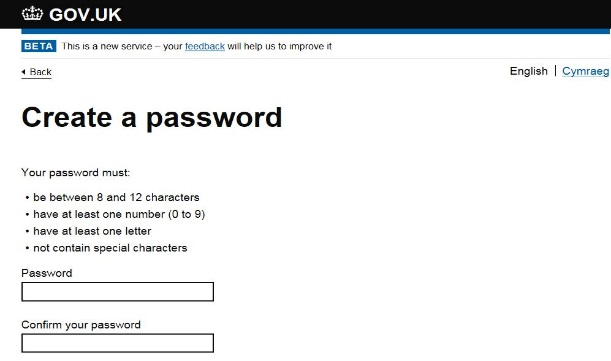 GOV.UK
BETA This is a new service – your feedback will help us to improve it
Back English | Cymraeg
Create a password
Your password must:
• be between 8 and 12 characters
• have at least one number (0 to 9)
• have at least one letter
• not contain special characters
Password
Confirm your password